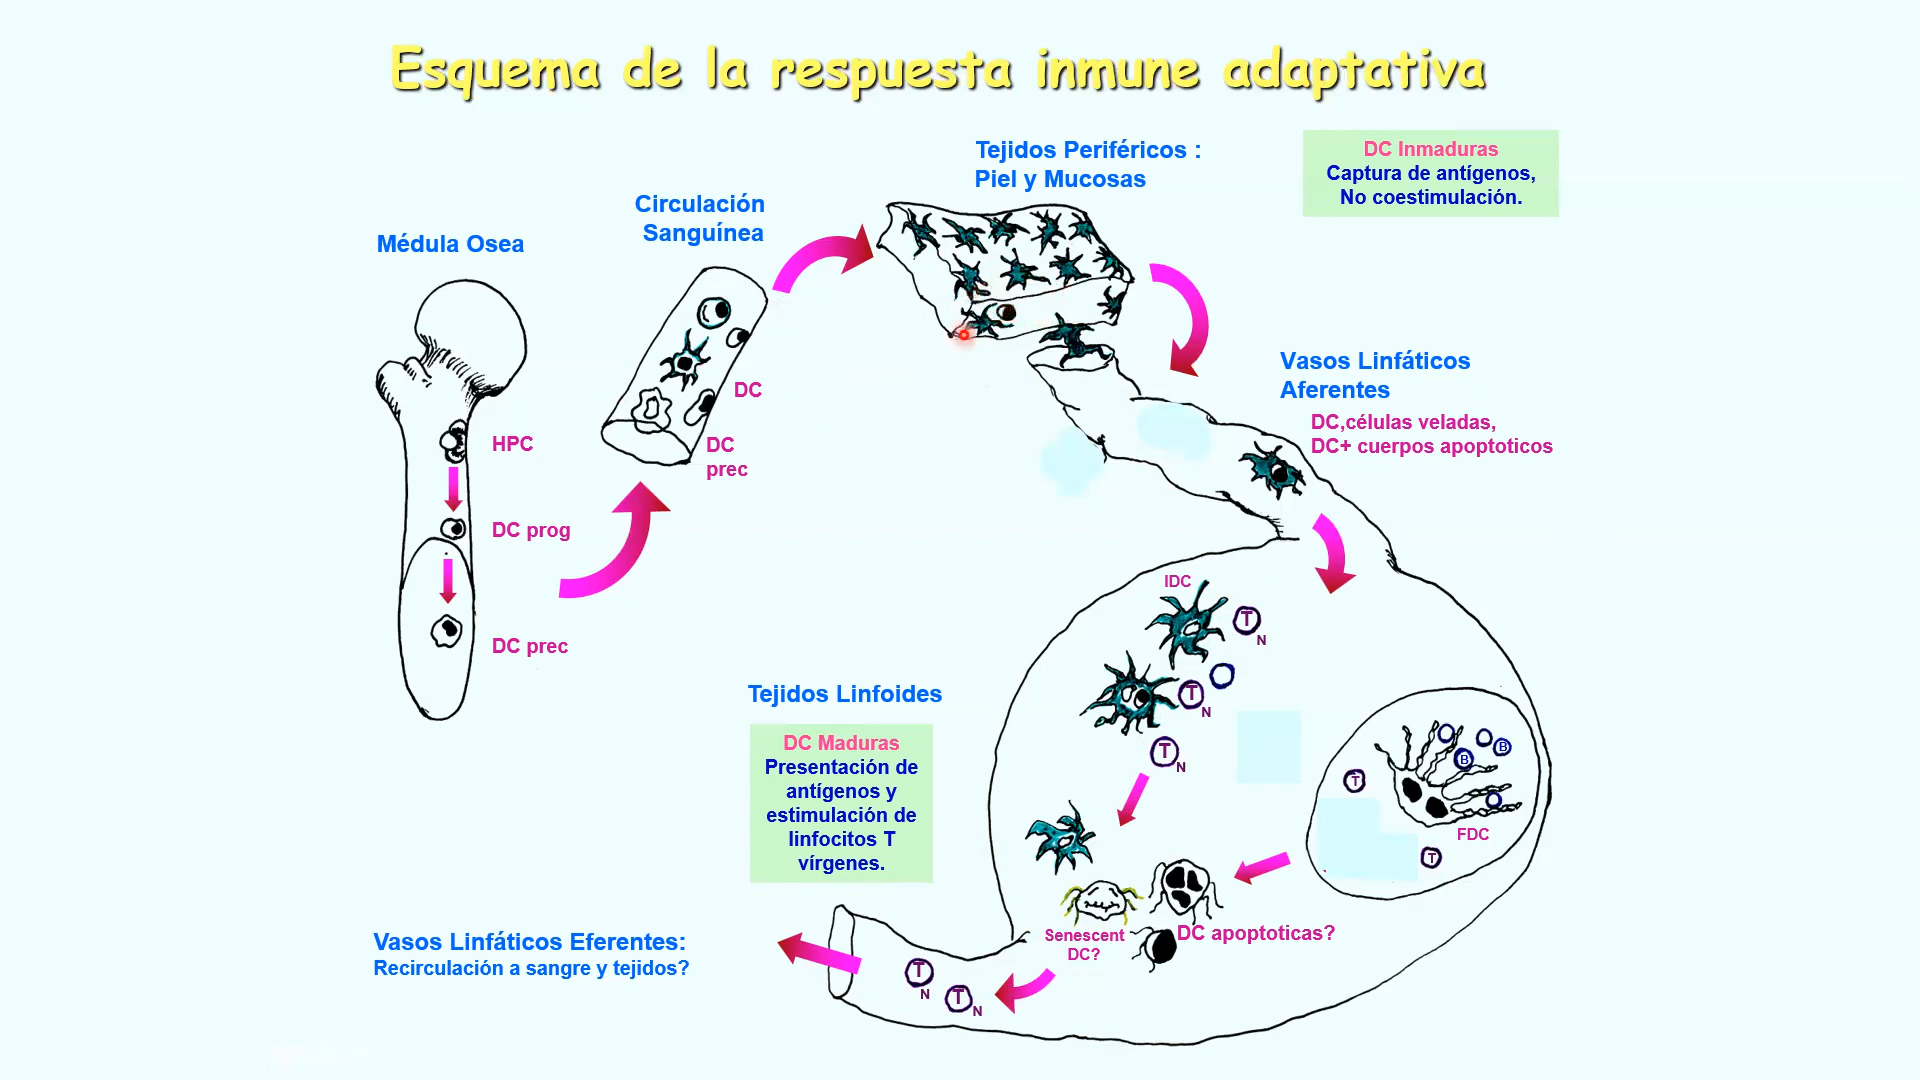 Esquema de la respuesta inmune adaptativa
Médula Osea
HPC
DC prog
DC prec
Circulación
Sanguínea
DC
DC
prec
Tejidos Periféricos :
Piel y Mucosas
DC Inmaduras
Captura de antígenos,
No coestimulación.
Vasos Linfáticos
Aferentes
DC,células veladas,
DC+ cuerpos apoptoticos
IDC
T
N
T
N
T
N
Tejidos Linfoides
DC Maduras
Presentación de
antígenos y
estimulación de
linfocitos T
vírgenes.
B
B
T
FDC
T
Senescent
DC?
DC apoptoticas?
Vasos Linfáticos Eferentes:
Recirculación a sangre y tejidos?
T
N
T
N